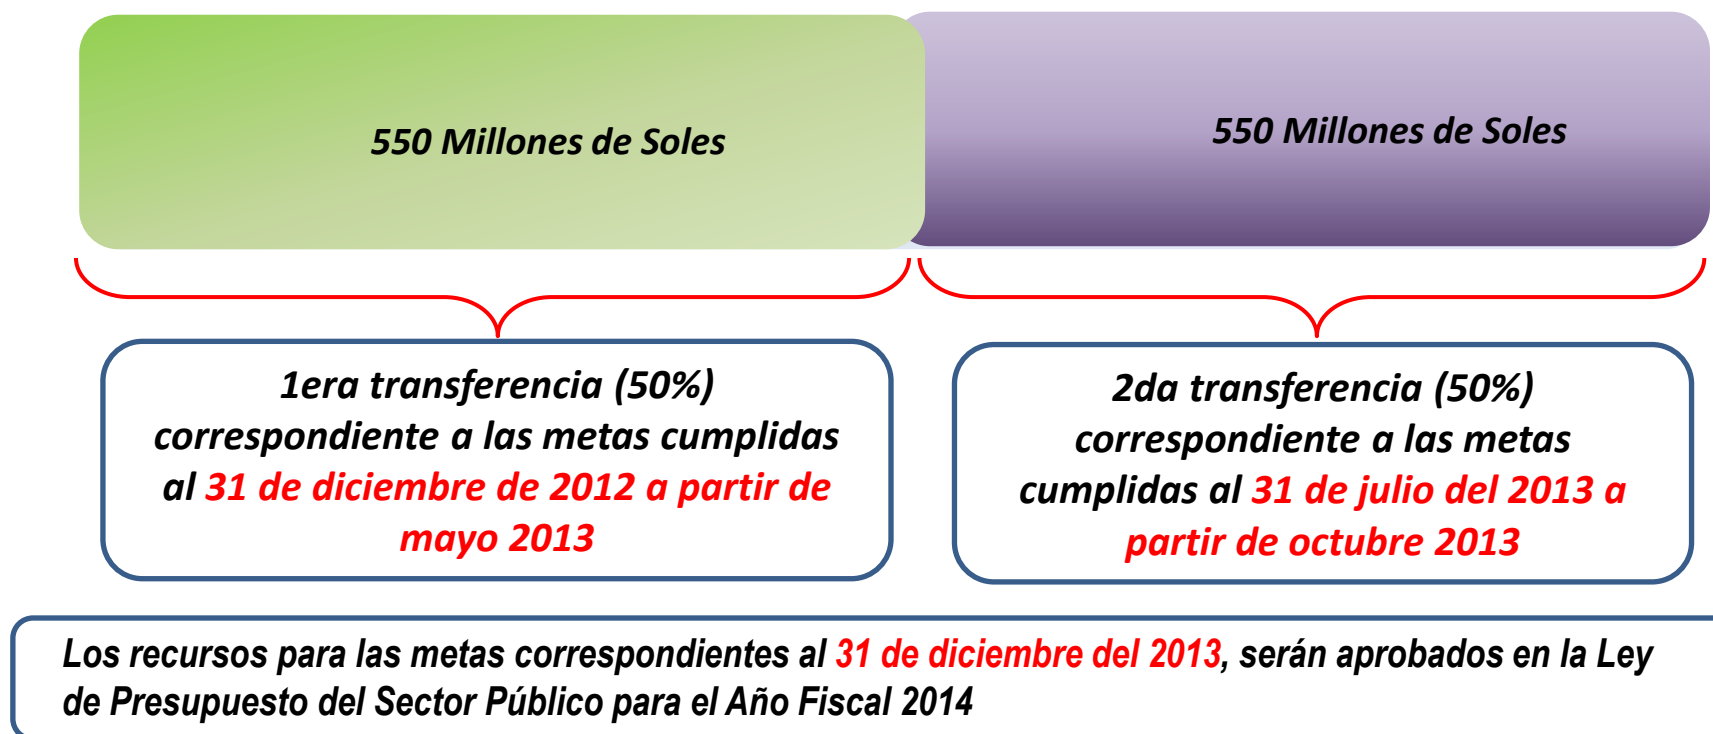 550 Millones de Soles
550 Millones de Soles
1era transferencia (50%)
correspondiente a las metas cumplidas
al 31 de diciembre de 2012 a partir de
mayo 2013
2da transferencia (50%)
correspondiente a las metas
cumplidas al 31 de julio del 2013 a
partir de octubre 2013
Los recursos para las metas correspondientes al 31 de diciembre del 2013, serán aprobados en la Ley
de Presupuesto del Sector Público para el Año Fiscal 2014